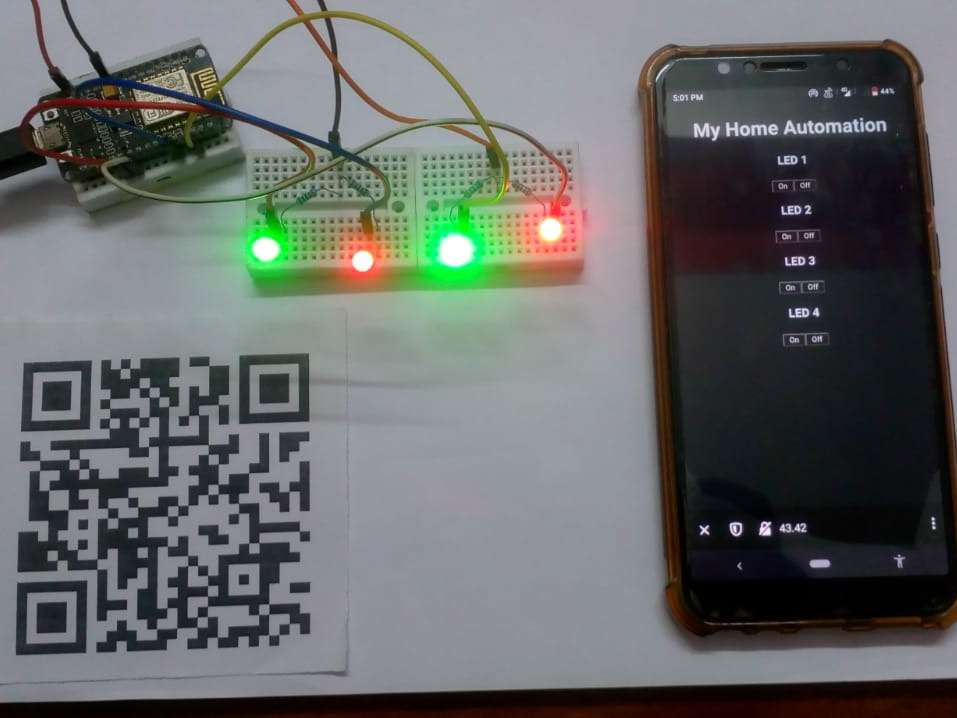 5:01 PM
4G
44%
My Home Automation
LED 1
On Off
LED 2
On Off
LED 3
On Off
LED 4
On Off
43.42